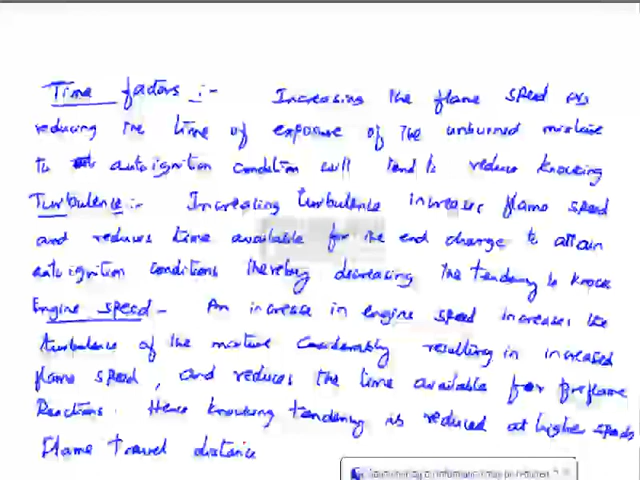 Time factors :- Increasing the flame speed or
reducing the time of exposure of the unburned mixture
to autoignition condition will tend to reduce knocking
Turbulence :- Increasing turbulence increases flame speed
and reduces time available for the end charge to attain
autoignition conditions thereby decreasing the tendency to knock
Engine speed - An increase in engine speed increases the
turbulence of the mixture considerably resulting in increased
flame speed, and reduces the time available for preflame
Reactions. Hence knocking tendency is reduced at higher speeds
Flame travel distance